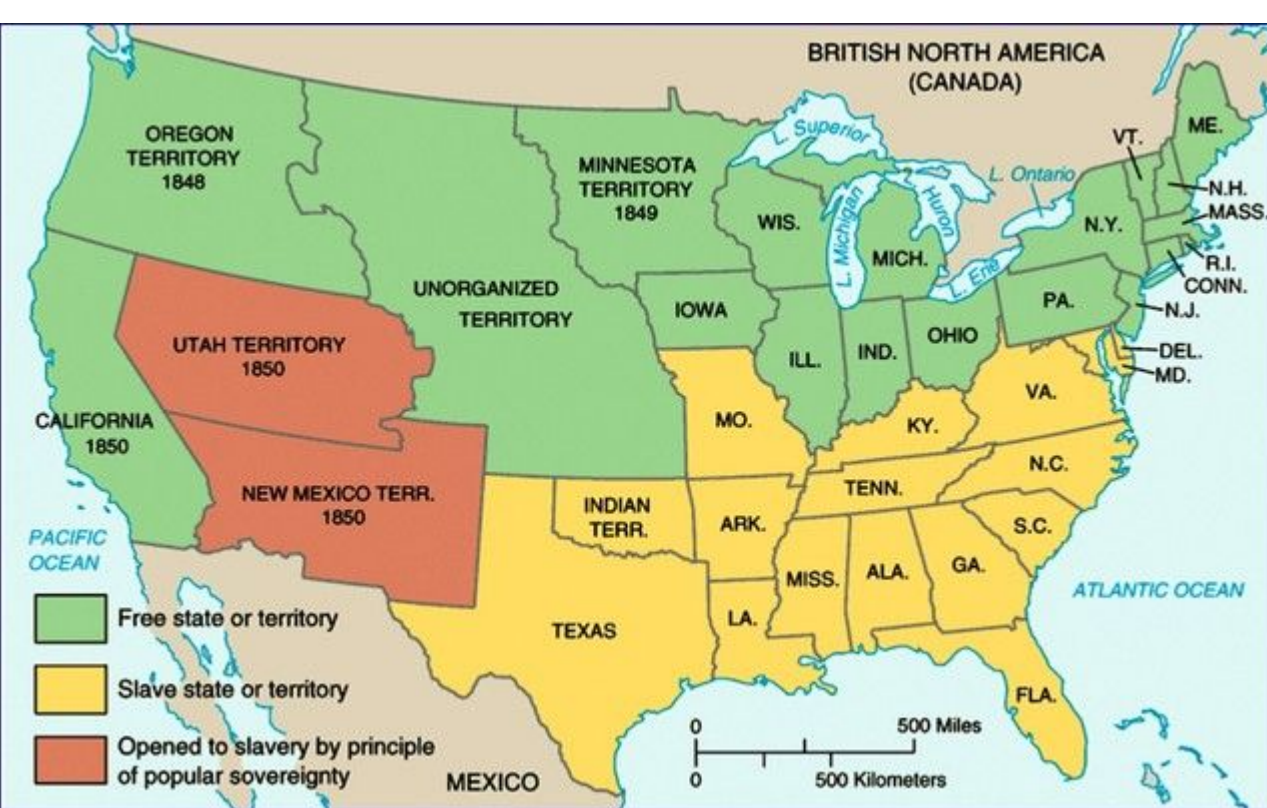 BRITISH NORTH AMERICA
(CANADA)
OREGON
TERRITORY
1848
MINNESOTA
TERRITORY
1849
L. Superior
VT.
ME.
L. Ontario
N.H.
MASS.
WIS.
L. Michigan
Huron
N.Y.
MICH.
R.I.
CONN.
L. Erie
UNORGANIZED
TERRITORY
IOWA
PA.
N.J.
UTAH TERRITORY
1850
ILL.
IND.
OHIO
DEL.
MD.
CALIFORNIA
1850
MO.
KY.
VA.
NEW MEXICO TERR.
1850
INDIAN
TERR.
ARK.
TENN.
N.C.
S.C.
PACIFIC
OCEAN
MISS.
ALA.
GA.
ATLANTIC OCEAN
TEXAS
LA.
FLA.
Free state or territory
Slave state or territory
Opened to slavery by principle
of popular sovereignty
MEXICO
0
500 Miles
0
500 Kilometers